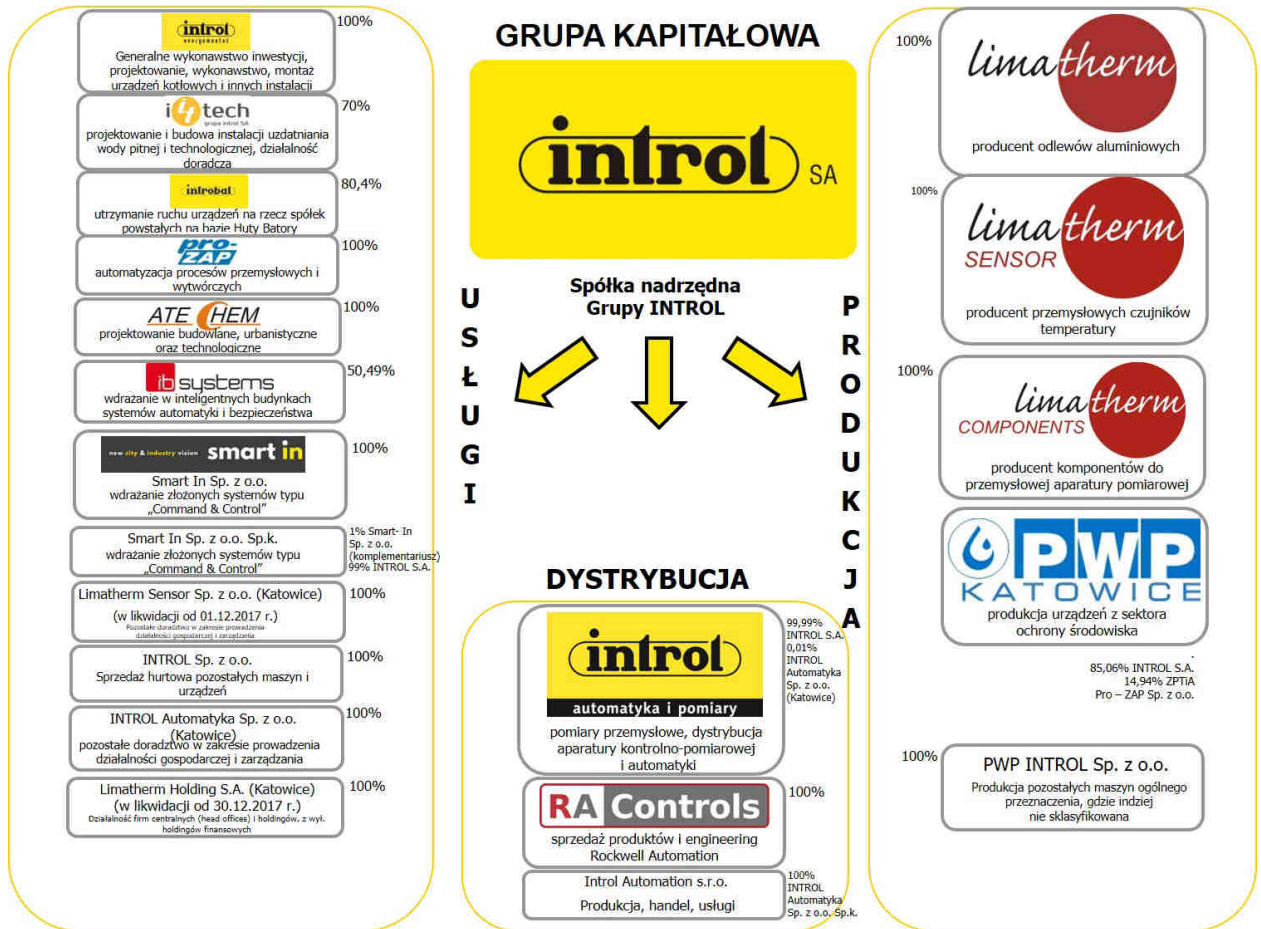 introl
energomontaż
100%
Generalne wykonawstwo inwestycji,
projektowanie, wykonawstwo, montaż
urządzeń kotłowych i innych instalacji
i4tech
grupa Introl SA
70%
projektowanie i budowa instalacji uzdatniania
wody pitnej i technologicznej, działalność
doradcza
introbat
80,4%
utrzymanie ruchu urządzeń na rzecz spółek
powstałych na bazie Huty Batory
pro-
ZAP
100%
automatyzacja procesów przemysłowych i
wytwórczych
ATECHEM
100%
projektowanie budowlane, urbanistyczne
oraz technologiczne
ib systems
50,49%
wdrażanie w inteligentnych budynkach
systemów automatyki i bezpieczeństwa
new city & industry vision smart in
100%
Smart In Sp. z o.o.
wdrażanie złożonych systemów typu
„Command & Control”
Smart In Sp. z o.o. Sp.k.
wdrażanie złożonych systemów typu
„Command & Control”
1% Smart- In
Sp. z o.o.
(komplementariusz)
99% INTROL S.A.
Limatherm Sensor Sp. z o.o. (Katowice)
(w likwidacji od 01.12.2017 r.)
Pozostałe doradztwo w zakresie prowadzenia
działalności gospodarczej i zarządzania
100%
INTROL Sp. z o.o.
Sprzedaż hurtowa pozostałych maszyn i
urządzeń
100%
INTROL Automatyka Sp. z o.o.
(Katowice)
pozostałe doradztwo w zakresie prowadzenia
działalności gospodarczej i zarządzania
100%
Limatherm Holding S.A. (Katowice)
(w likwidacji od 30.12.2017 r.)
Działalność firm centralnych (head offices) i holdingów, z wył.
holdingów finansowych
100%
GRUPA KAPITAŁOWA
introl SA
Spółka nadrzędna
Grupy INTROL
USŁUGI
PRODUKCJA
DYSTRYBUCJA
introl
automatyka i pomiary
pomiary przemysłowe, dystrybucja
aparatury kontrolno-pomiarowej
i automatyki
99,99%
INTROL S.A.
0,01%
INTROL
Automatyka
Sp. z o.o.
(Katowice)
RA Controls
100%
sprzedaż produktów i engineering
Rockwell Automation
Introl Automation s.r.o.
Produkcja, handel, usługi
100%
INTROL
Automatyka
Sp. z o.o. Sp.k.
100%
limatherm
producent odlewów aluminiowych
100%
limatherm
SENSOR
producent przemysłowych czujników
temperatury
100%
limatherm
COMPONENTS
producent komponentów do
przemysłowej aparatury pomiarowej
PWP
KATOWICE
produkcja urządzeń z sektora
ochrony środowiska
.
85,06% INTROL S.A.
14,94% ZPTiA
Pro – ZAP Sp. z o.o.
100%
PWP INTROL Sp. z o.o.
Produkcja pozostałych maszyn ogólnego
przeznaczenia, gdzie indziej
nie sklasyfikowana